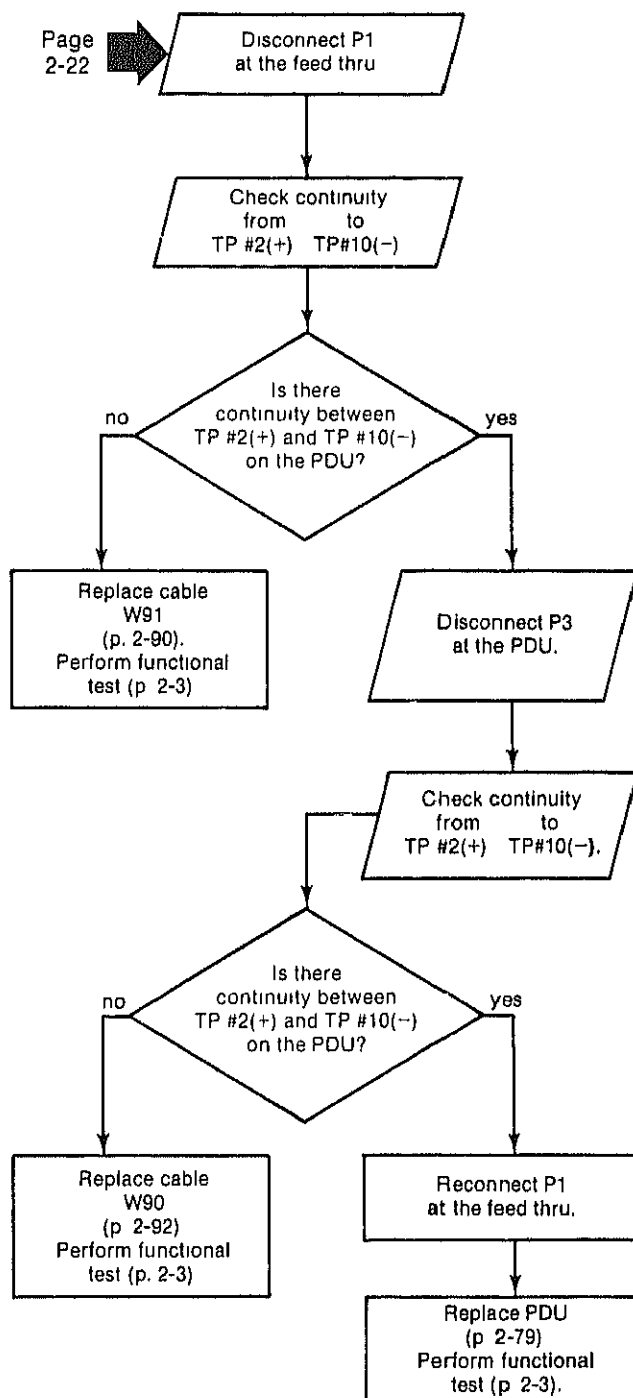 Page
2-22
Disconnect P1
at the feed thru
Check continuity
from to
TP #2(+) TP#10(−)
Is there
continuity between
TP #2(+) and TP #10(−)
on the PDU?
no
yes
Replace cable
W91
(p. 2-90).
Perform functional
test (p 2-3)
Disconnect P3
at the PDU.
Check continuity
from to
TP #2(+) TP#10(−).
Is there
continuity between
TP #2(+) and TP #10(−)
on the PDU?
no
yes
Replace cable
W90
(p 2-92)
Perform functional
test (p. 2-3)
Reconnect P1
at the feed thru.
Replace PDU
(p 2-79)
Perform functional
test (p 2-3).